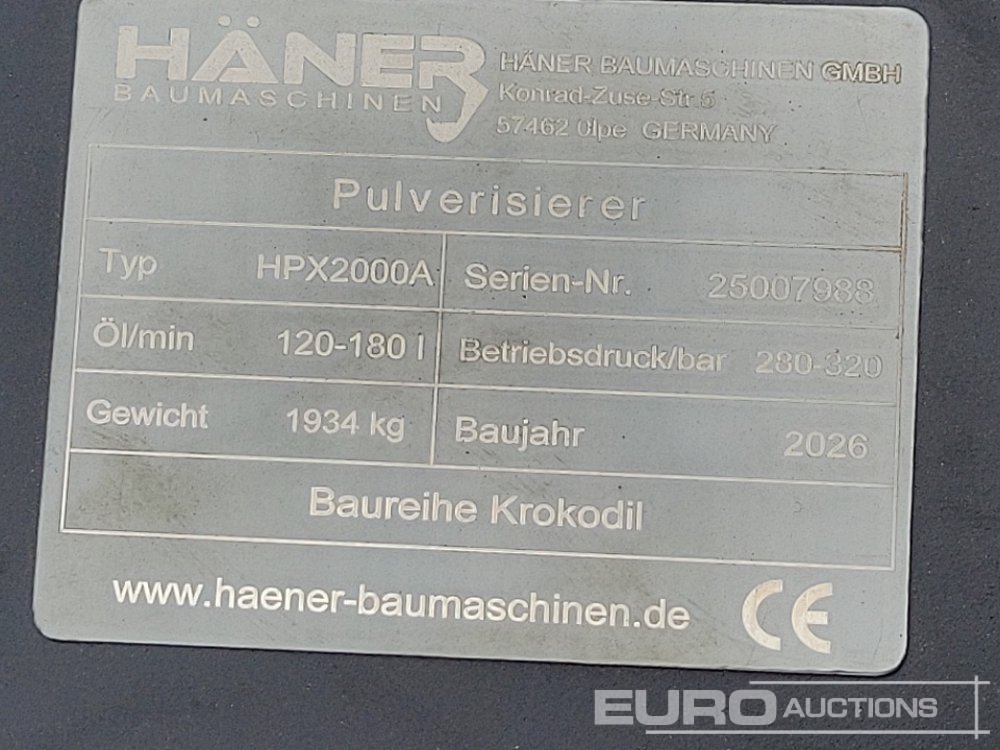 HÄNER
BAUMASCHINEN
HÄNER BAUMASCHINEN GMBH
Konrad-Zuse-Str.5
57462 Olpe GERMANY
Pulverisierer
Typ HPX2000A Serien-Nr. 25007988
Öl/min 120-180 l Betriebsdruck/bar 280-320
Gewicht 1934 kg Baujahr 2026
Baureihe Krokodil
www.haener-baumaschinen.de CE
EURO AUCTIONS